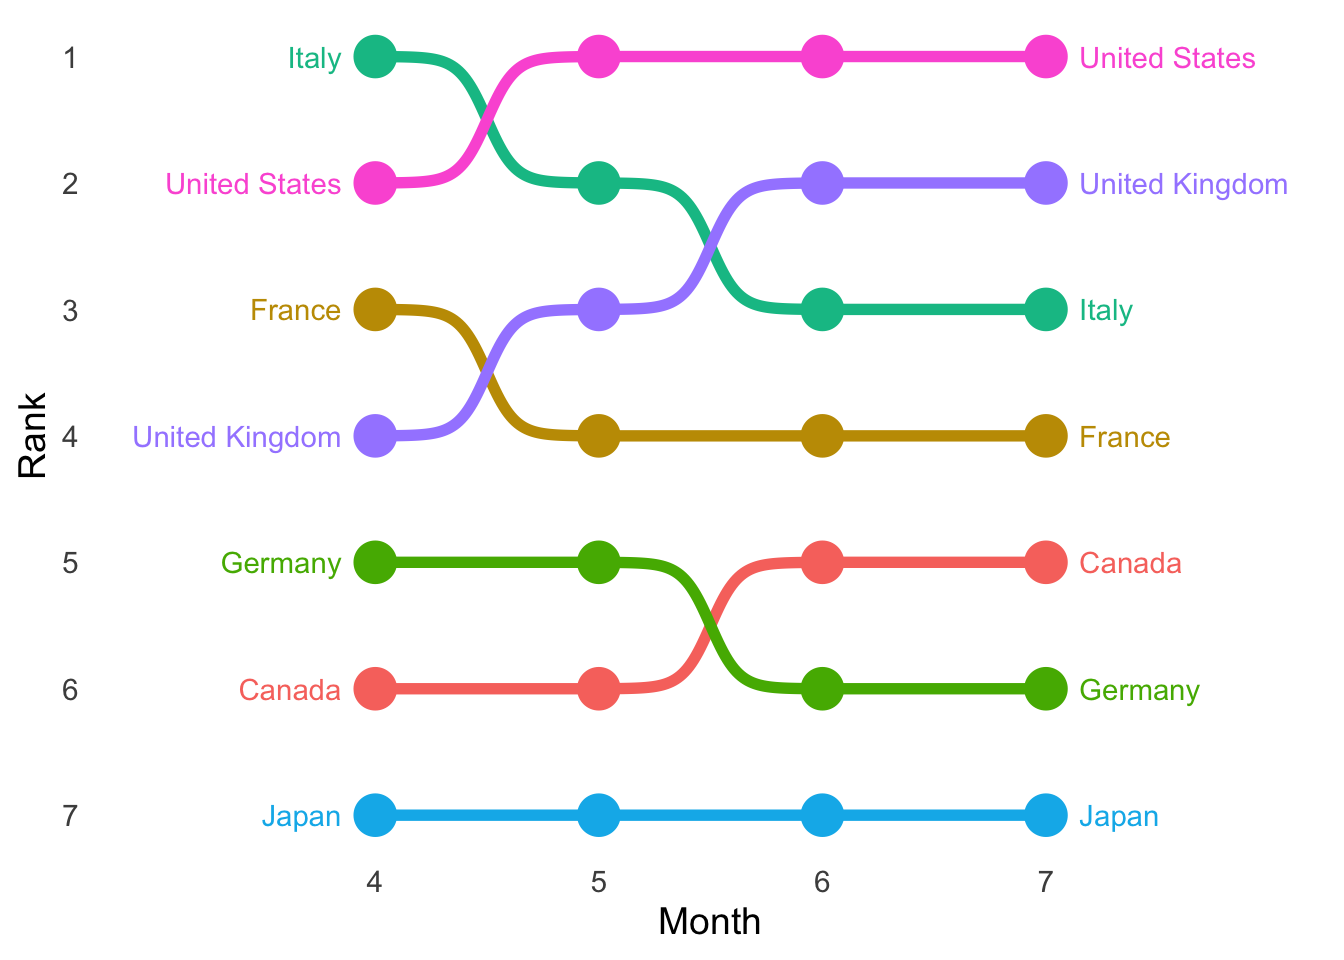 1 Italy United States
2 United States United Kingdom
3 France Italy
Rank
4 United Kingdom France
5 Germany Canada
6 Canada Germany
7 Japan Japan
4 5 6 7
Month